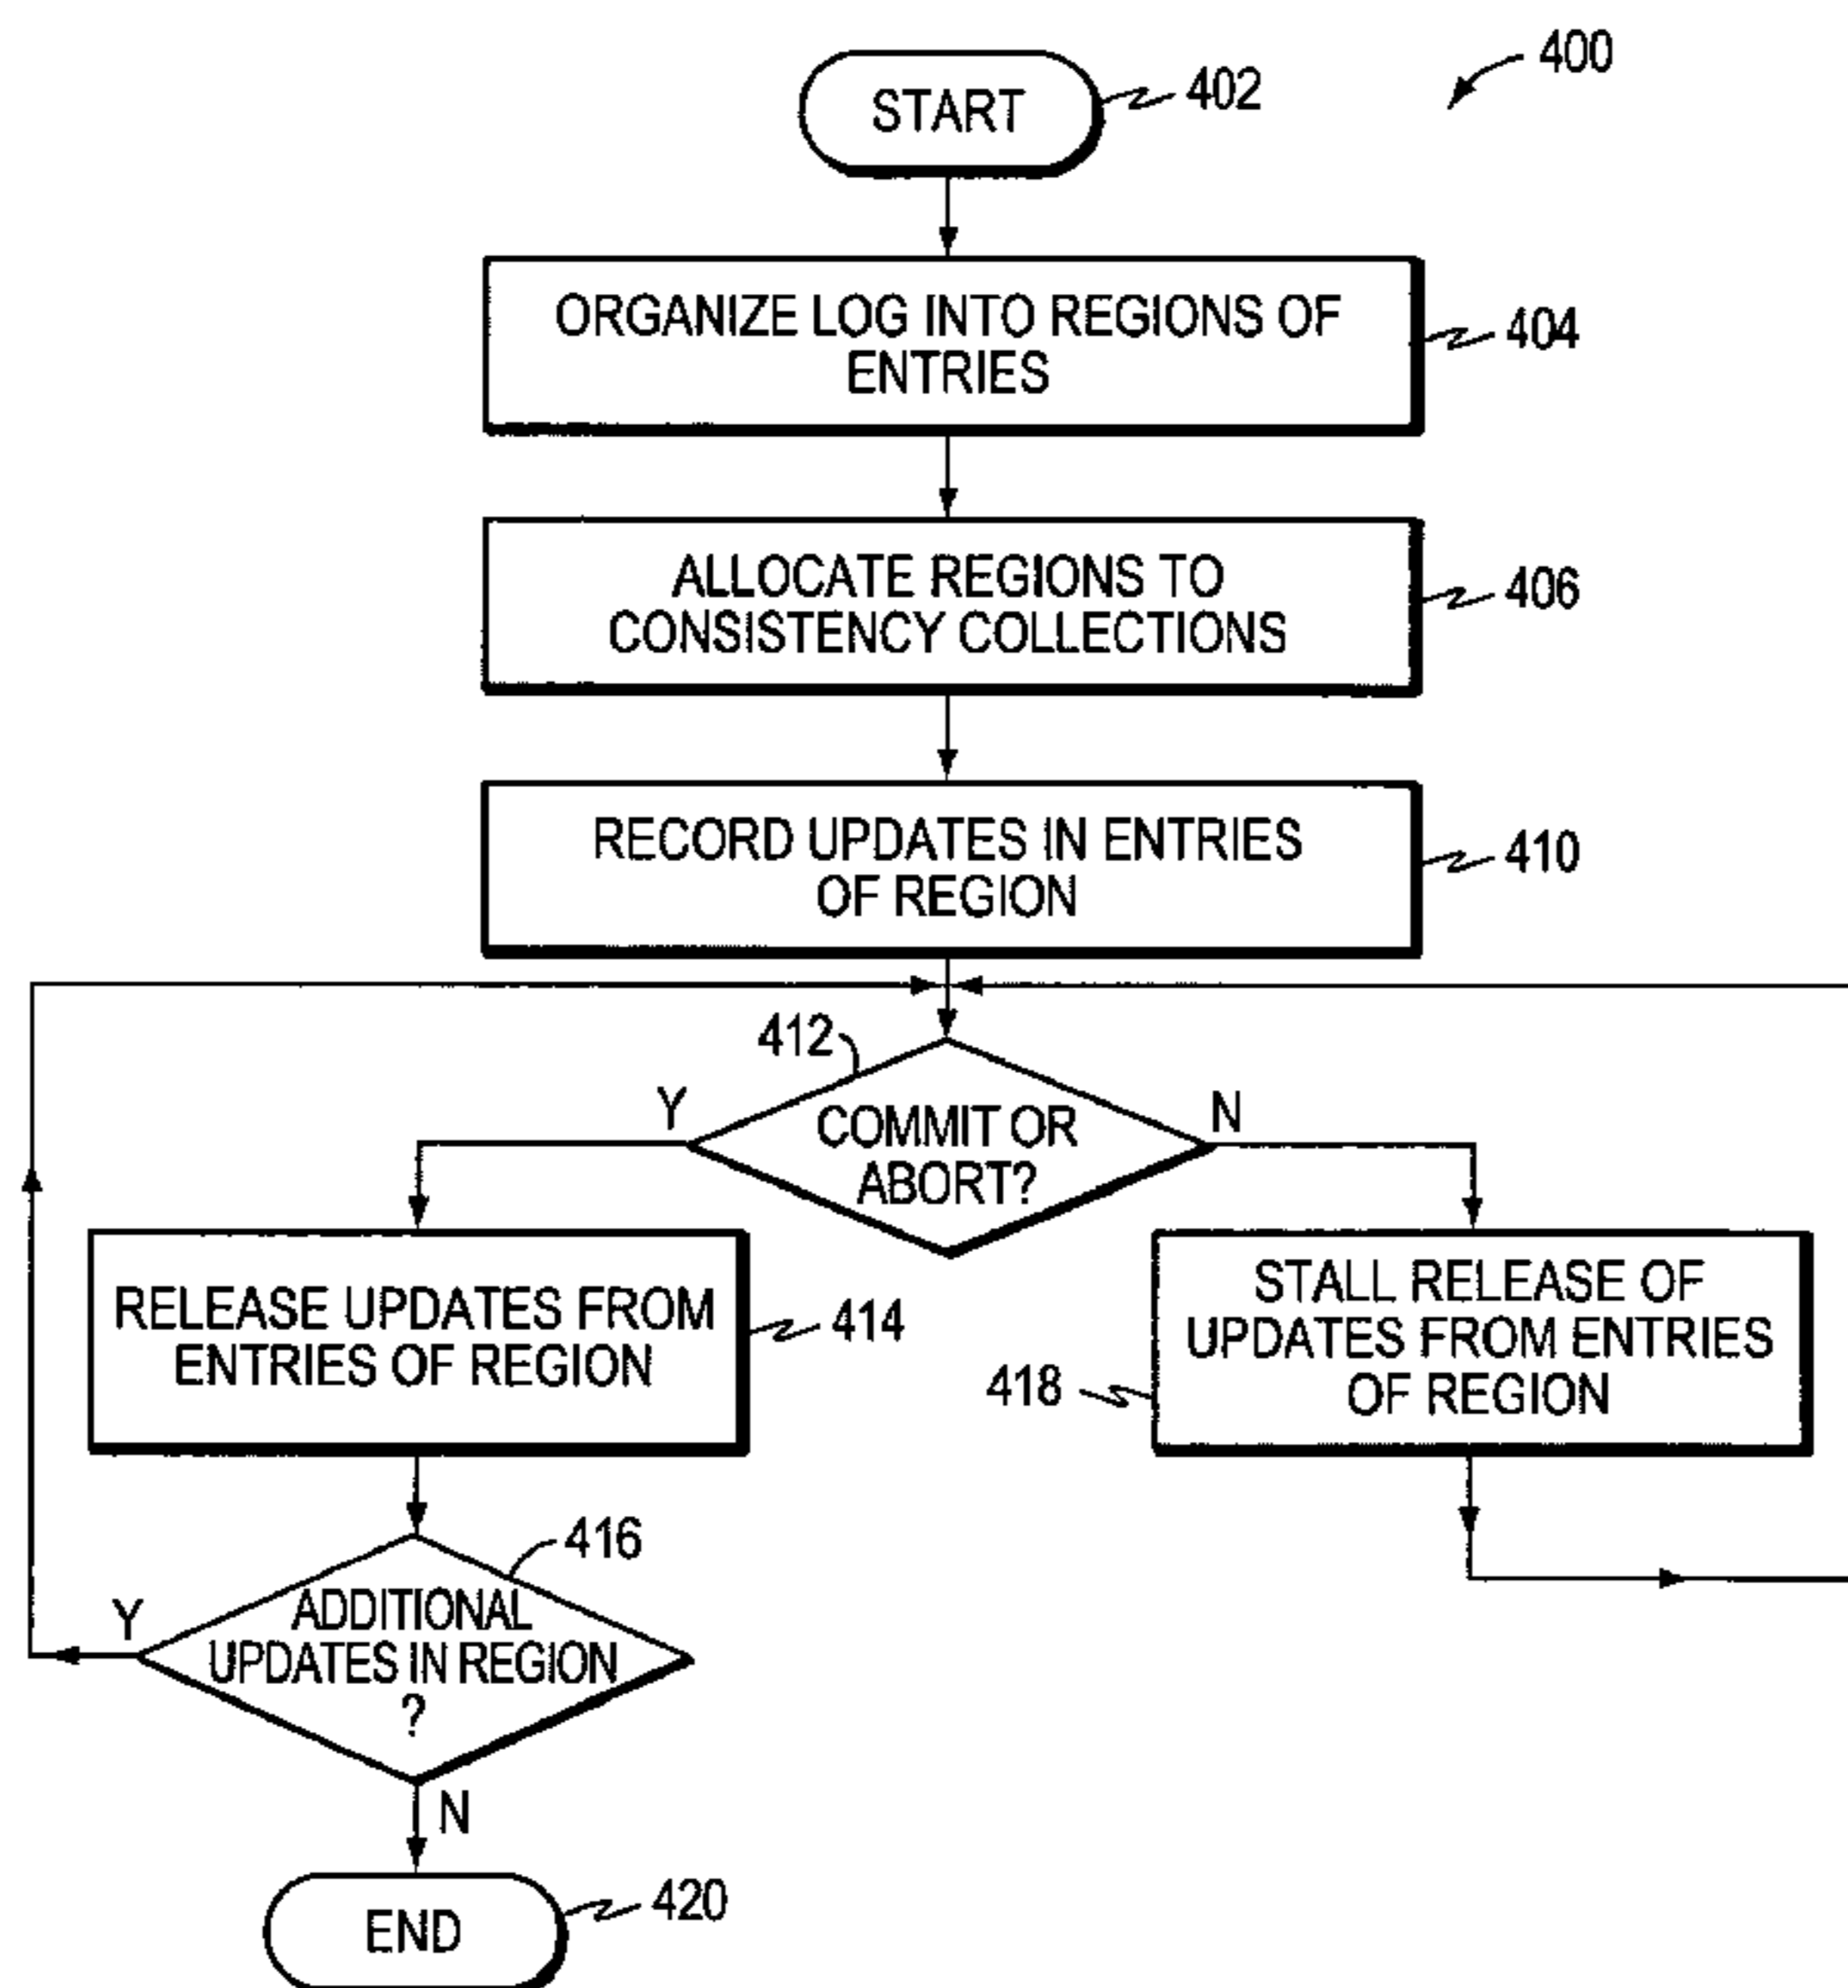 400
START
402
ORGANIZE LOG INTO REGIONS OF
ENTRIES
404
ALLOCATE REGIONS TO
CONSISTENCY COLLECTIONS
406
RECORD UPDATES IN ENTRIES
OF REGION
410
412
Y
COMMIT OR
ABORT?
N
RELEASE UPDATES FROM
ENTRIES OF REGION
414
STALL RELEASE OF
UPDATES FROM ENTRIES
OF REGION
418
416
Y
ADDITIONAL
UPDATES IN REGION
?
N
END
420